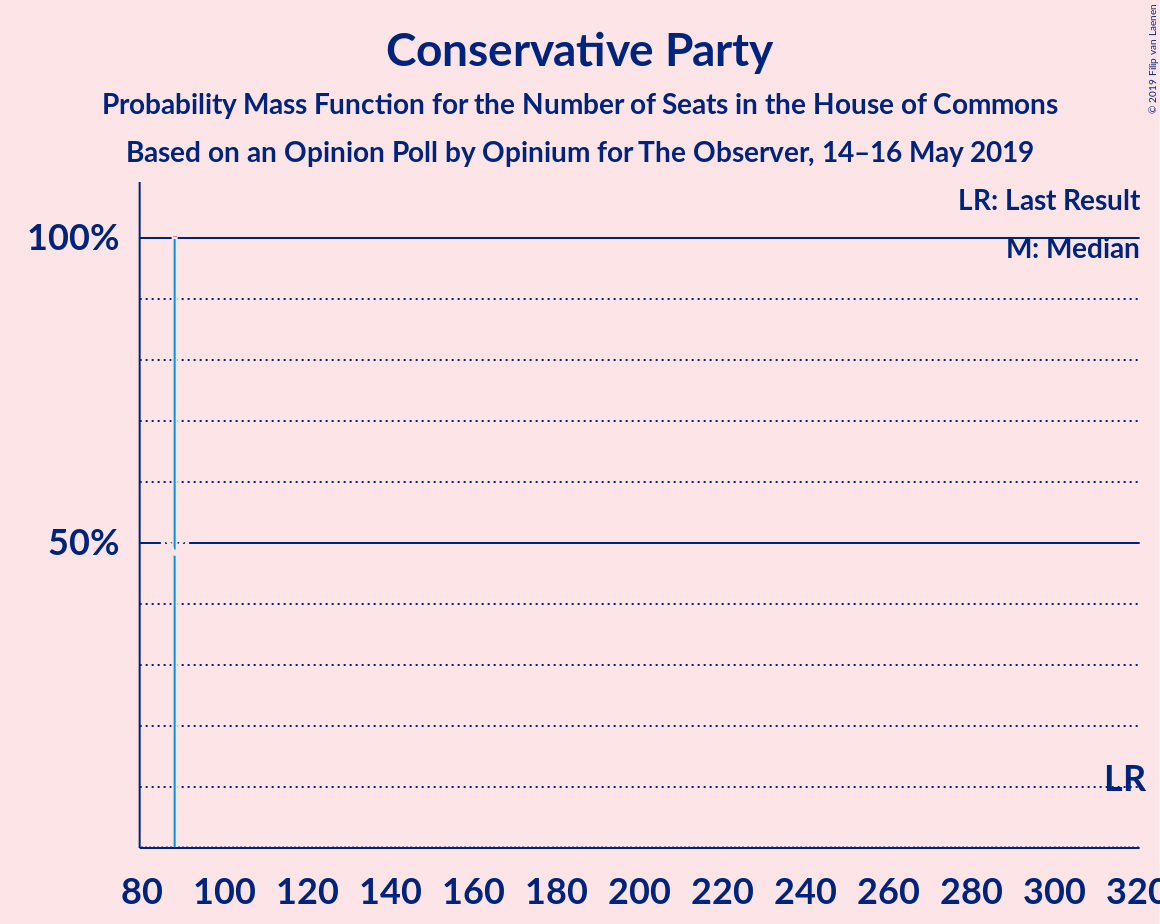 Conservative Party
Probability Mass Function for the Number of Seats in the House of Commons
Based on an Opinion Poll by Opinium for The Observer, 14–16 May 2019
© 2019 Filip van Laenen
LR: Last Result
M: Median
100%
50%
LR
80 100 120 140 160 180 200 220 240 260 280 300 320